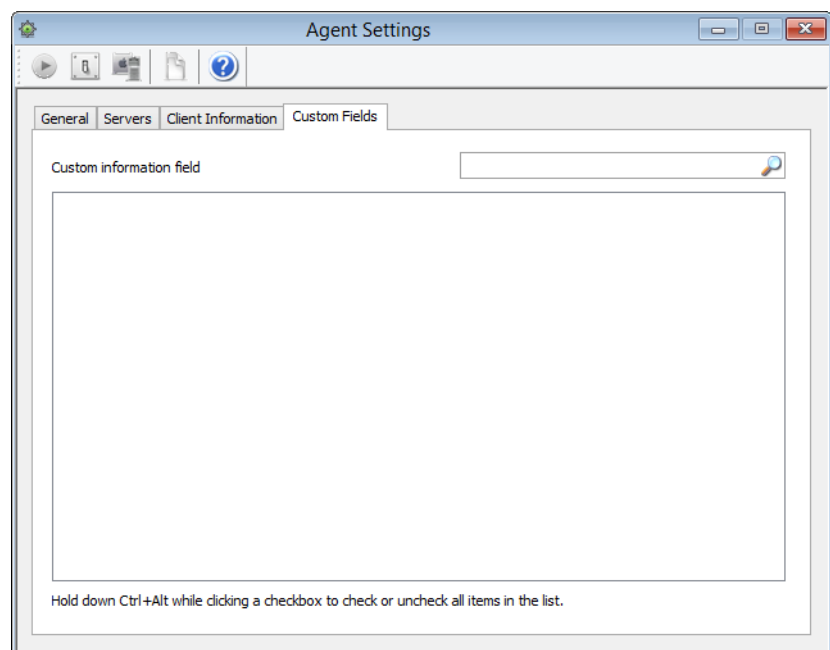 Agent Settings
General Servers Client Information Custom Fields
Custom information field
Hold down Ctrl+Alt while clicking a checkbox to check or uncheck all items in the list.